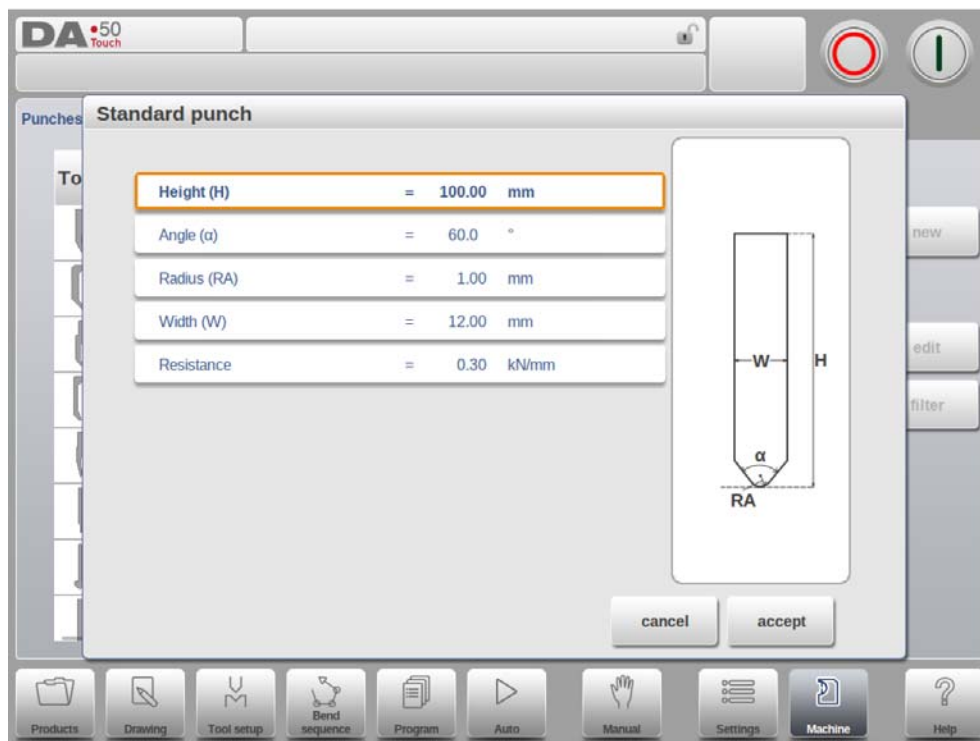 DA•50
Touch
Punches
Standard punch
To
Height (H) = 100.00 mm
Angle (α) = 60.0 °
Radius (RA) = 1.00 mm
Width (W) = 12.00 mm
Resistance = 0.30 kN/mm
W
H
α
RA
new
edit
filter
cancel
accept
Products
Drawing
Tool setup
Bend
sequence
Program
Auto
Manual
Settings
Machine
?
Help